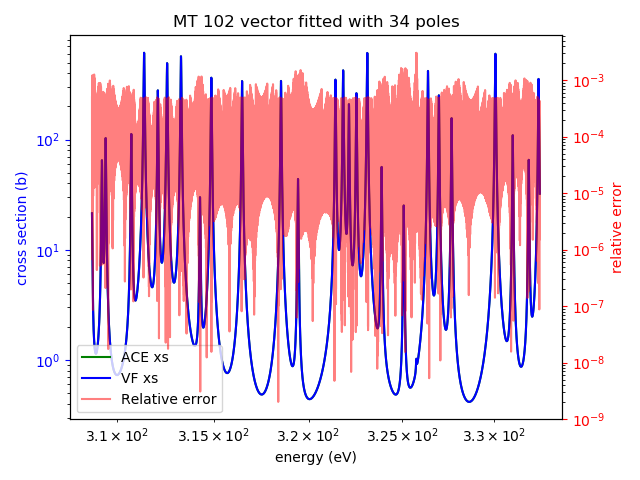 MT 102 vector fitted with 34 poles
cross section (b)
10²
10¹
10⁰
10⁻³
10⁻⁴
10⁻⁵
10⁻⁶
10⁻⁷
10⁻⁸
10⁻⁹
relative error
ACE xs
VF xs
Relative error
3.1 × 10² 3.15 × 10² 3.2 × 10² 3.25 × 10² 3.3 × 10²
energy (eV)